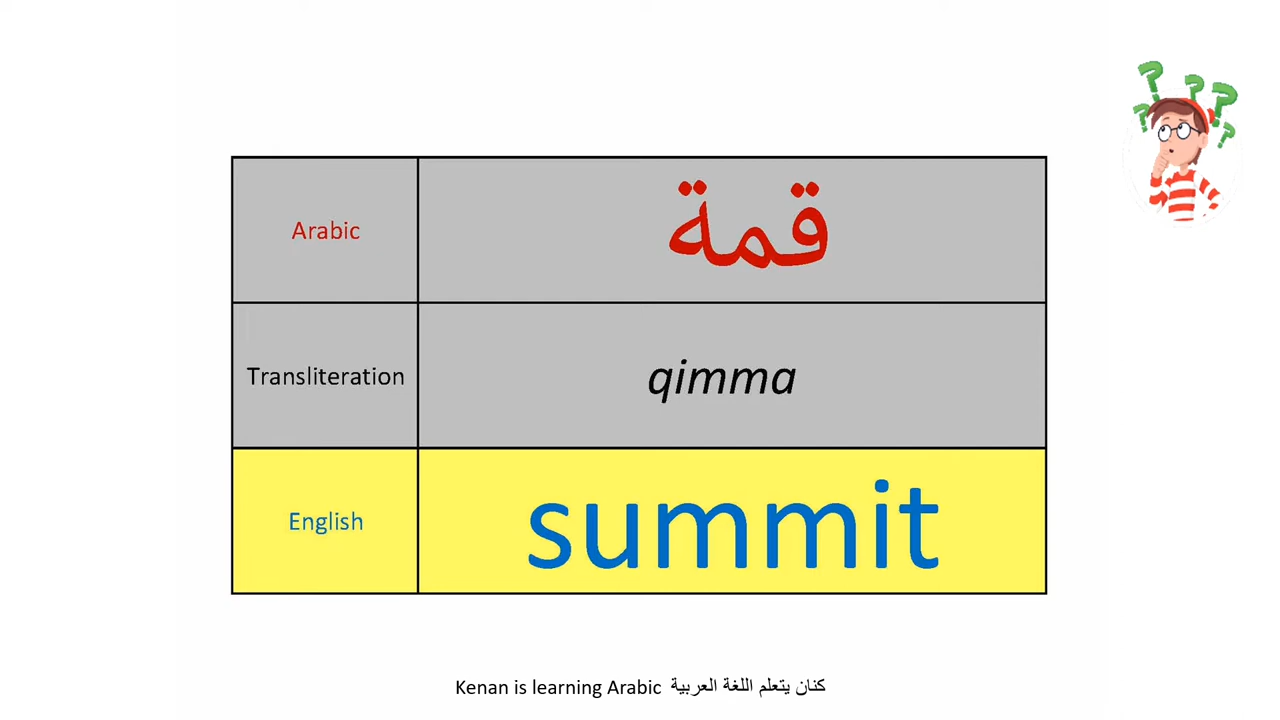 Arabic
قمة
Transliteration
qimma
English
summit
Kenan is learning Arabic كنان يتعلم اللغة العربية